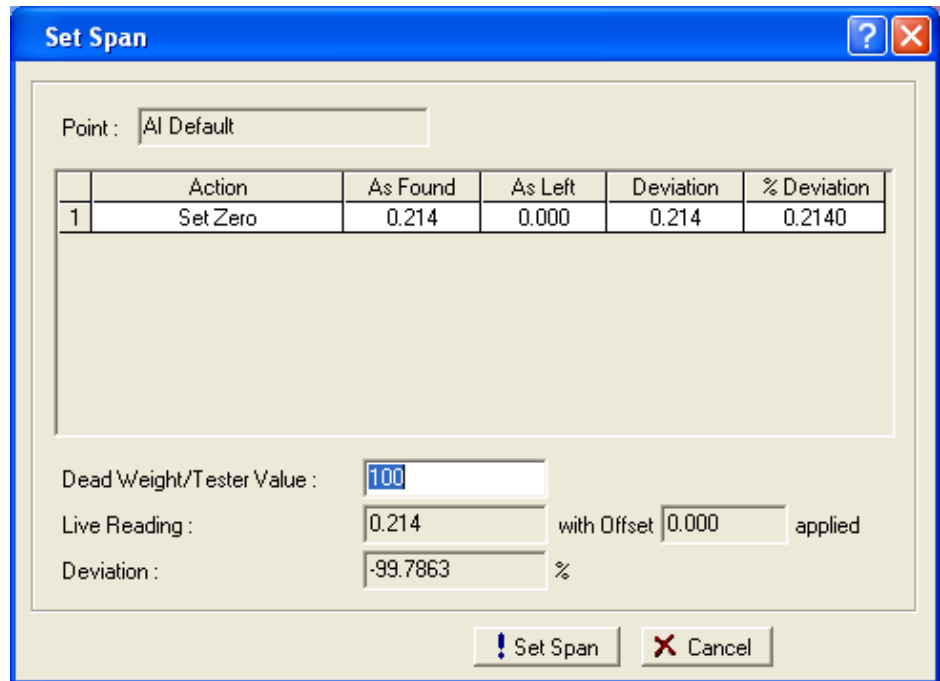 Set Span
Point : AI Default
Action As Found As Left Deviation % Deviation
1 Set Zero 0.214 0.000 0.214 0.2140
Dead Weight/Tester Value : 100
Live Reading : 0.214 with Offset 0.000 applied
Deviation : -99.7863 %
! Set Span X Cancel